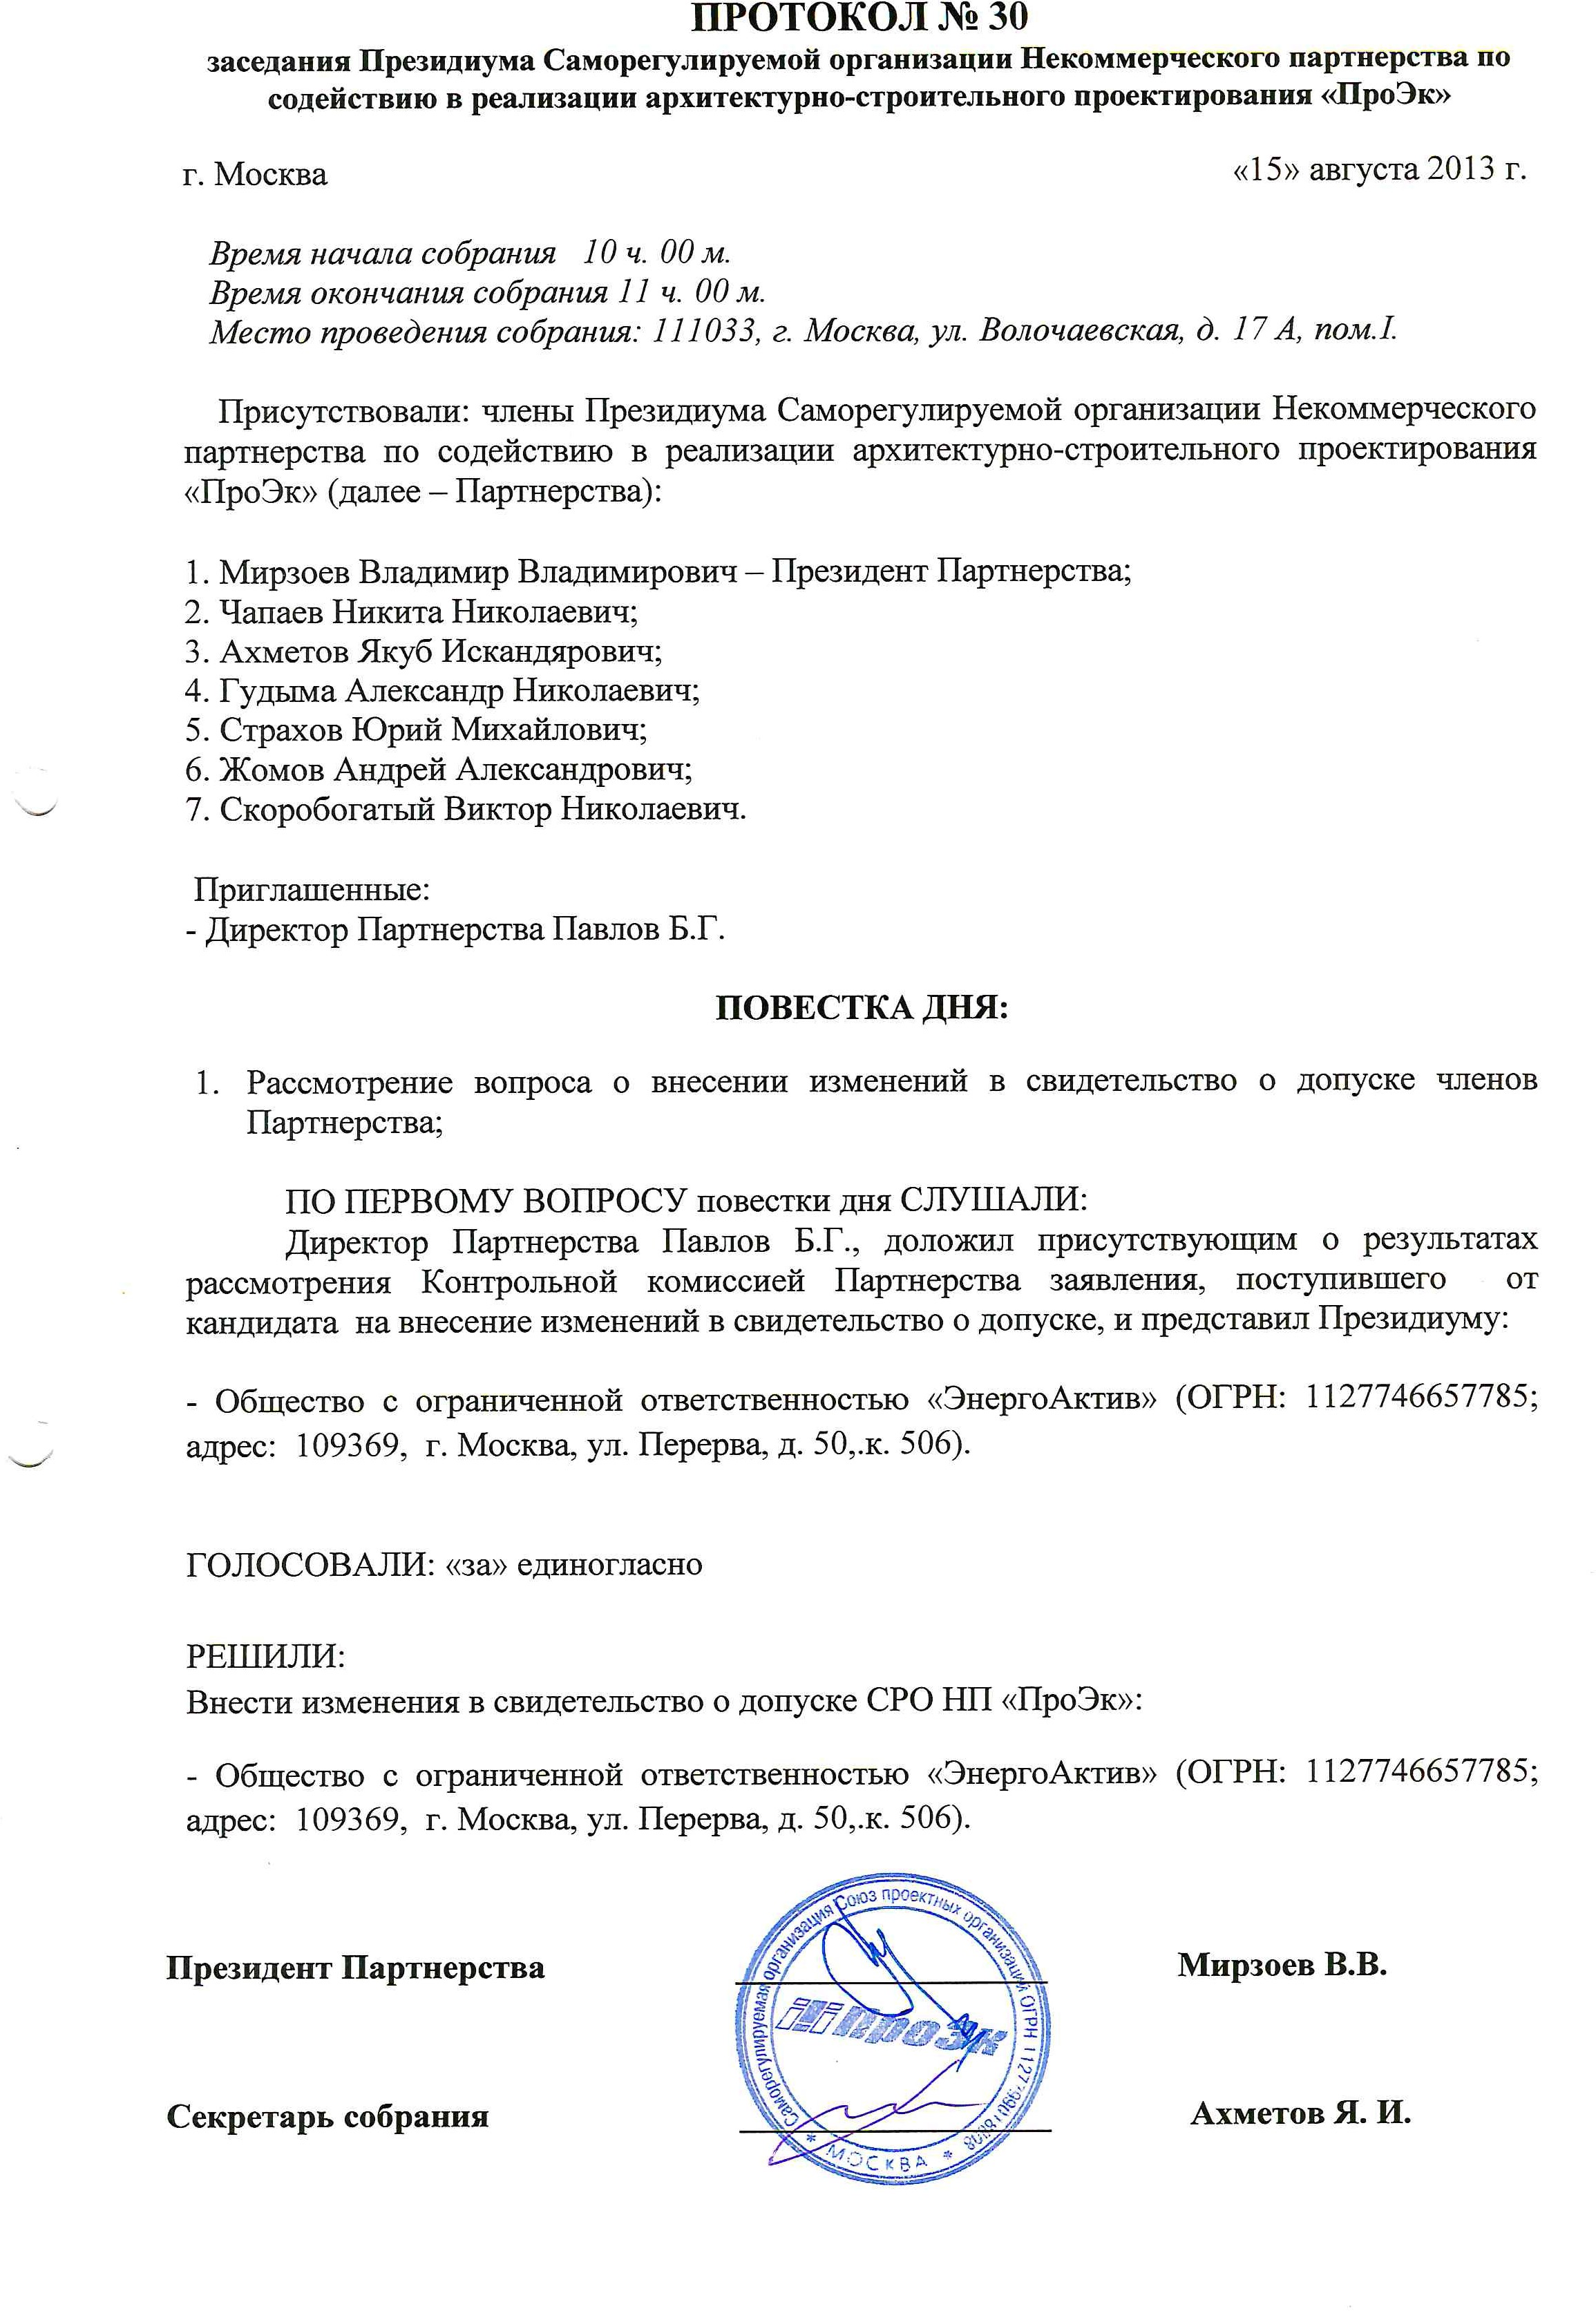 ПРОТОКОЛ № 30
заседания Президиума Саморегулируемой организации Некоммерческого партнерства по
содействию в реализации архитектурно-строительного проектирования «ПроЭк»
г. Москва «15» августа 2013 г.
Время начала собрания 10 ч. 00 м.
Время окончания собрания 11 ч. 00 м.
Место проведения собрания: 111033, г. Москва, ул. Волочаевская, д. 17 А, пом.I.
Присутствовали: члены Президиума Саморегулируемой организации Некоммерческого
партнерства по содействию в реализации архитектурно-строительного проектирования
«ПроЭк» (далее – Партнерства):
1. Мирзоев Владимир Владимирович – Президент Партнерства;
2. Чапаев Никита Николаевич;
3. Ахметов Якуб Искандярович;
4. Гудыма Александр Николаевич;
5. Страхов Юрий Михайлович;
6. Жомов Андрей Александрович;
7. Скоробогатый Виктор Николаевич.
Приглашенные:
- Директор Партнерства Павлов Б.Г.
ПОВЕСТКА ДНЯ:
1. Рассмотрение вопроса о внесении изменений в свидетельство о допуске членов
Партнерства;
ПО ПЕРВОМУ ВОПРОСУ повестки дня СЛУШАЛИ:
Директор Партнерства Павлов Б.Г., доложил присутствующим о результатах
рассмотрения Контрольной комиссией Партнерства заявления, поступившего от
кандидата на внесение изменений в свидетельство о допуске, и представил Президиуму:
- Общество с ограниченной ответственностью «ЭнергоАктив» (ОГРН: 1127746657785;
адрес: 109369, г. Москва, ул. Перерва, д. 50,.к. 506).
ГОЛОСОВАЛИ: «за» единогласно
РЕШИЛИ:
Внести изменения в свидетельство о допуске СРО НП «ПроЭк»:
- Общество с ограниченной ответственностью «ЭнергоАктив» (ОГРН: 1127746657785;
адрес: 109369, г. Москва, ул. Перерва, д. 50,.к. 506).
Президент Партнерства Мирзоев В.В.
Саморегулируемая организация Союз проектных организаций ОГРН
ПроЭк
* МОСКВА *
Секретарь собрания Ахметов Я. И.